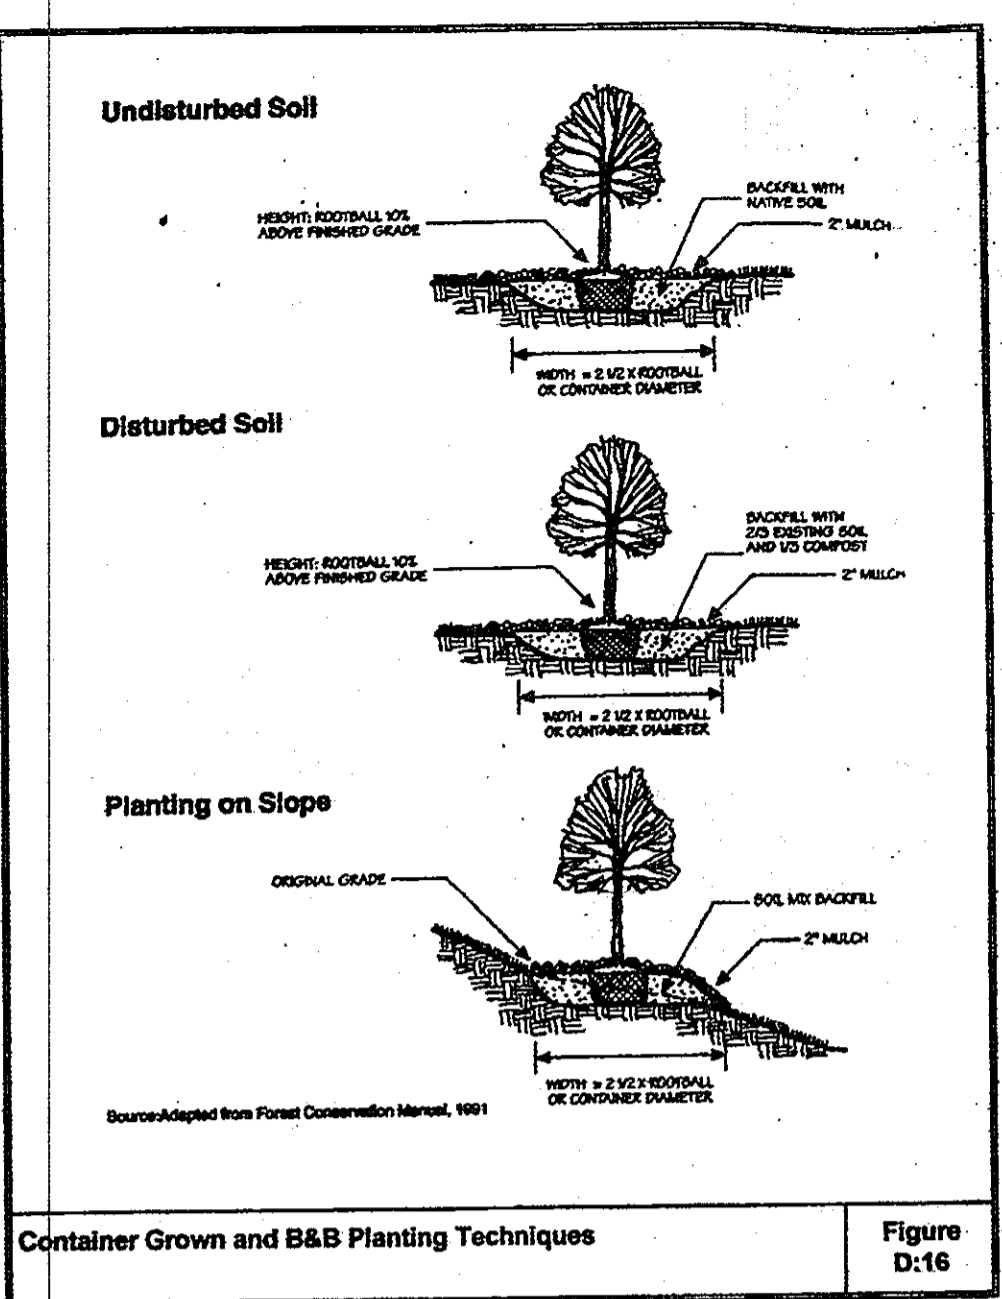 Undisturbed Soil
HEIGHT: ROOTBALL 10%
ABOVE FINISHED GRADE
BACKFILL WITH
NATIVE SOIL
2" MULCH
WIDTH = 2 1/2 X ROOTBALL
OR CONTAINER DIAMETER
Disturbed Soil
HEIGHT: ROOTBALL 10%
ABOVE FINISHED GRADE
BACKFILL WITH
2/3 EXISTING SOIL
AND 1/3 COMPOST
2" MULCH
WIDTH = 2 1/2 X ROOTBALL
OR CONTAINER DIAMETER
Planting on Slope
ORIGINAL GRADE
SOIL MIX BACKFILL
2" MULCH
WIDTH = 2 1/2 X ROOTBALL
OR CONTAINER DIAMETER
Source:Adapted from Forest Conservation Manual, 1991
Container Grown and B&B Planting Techniques
Figure
D:16